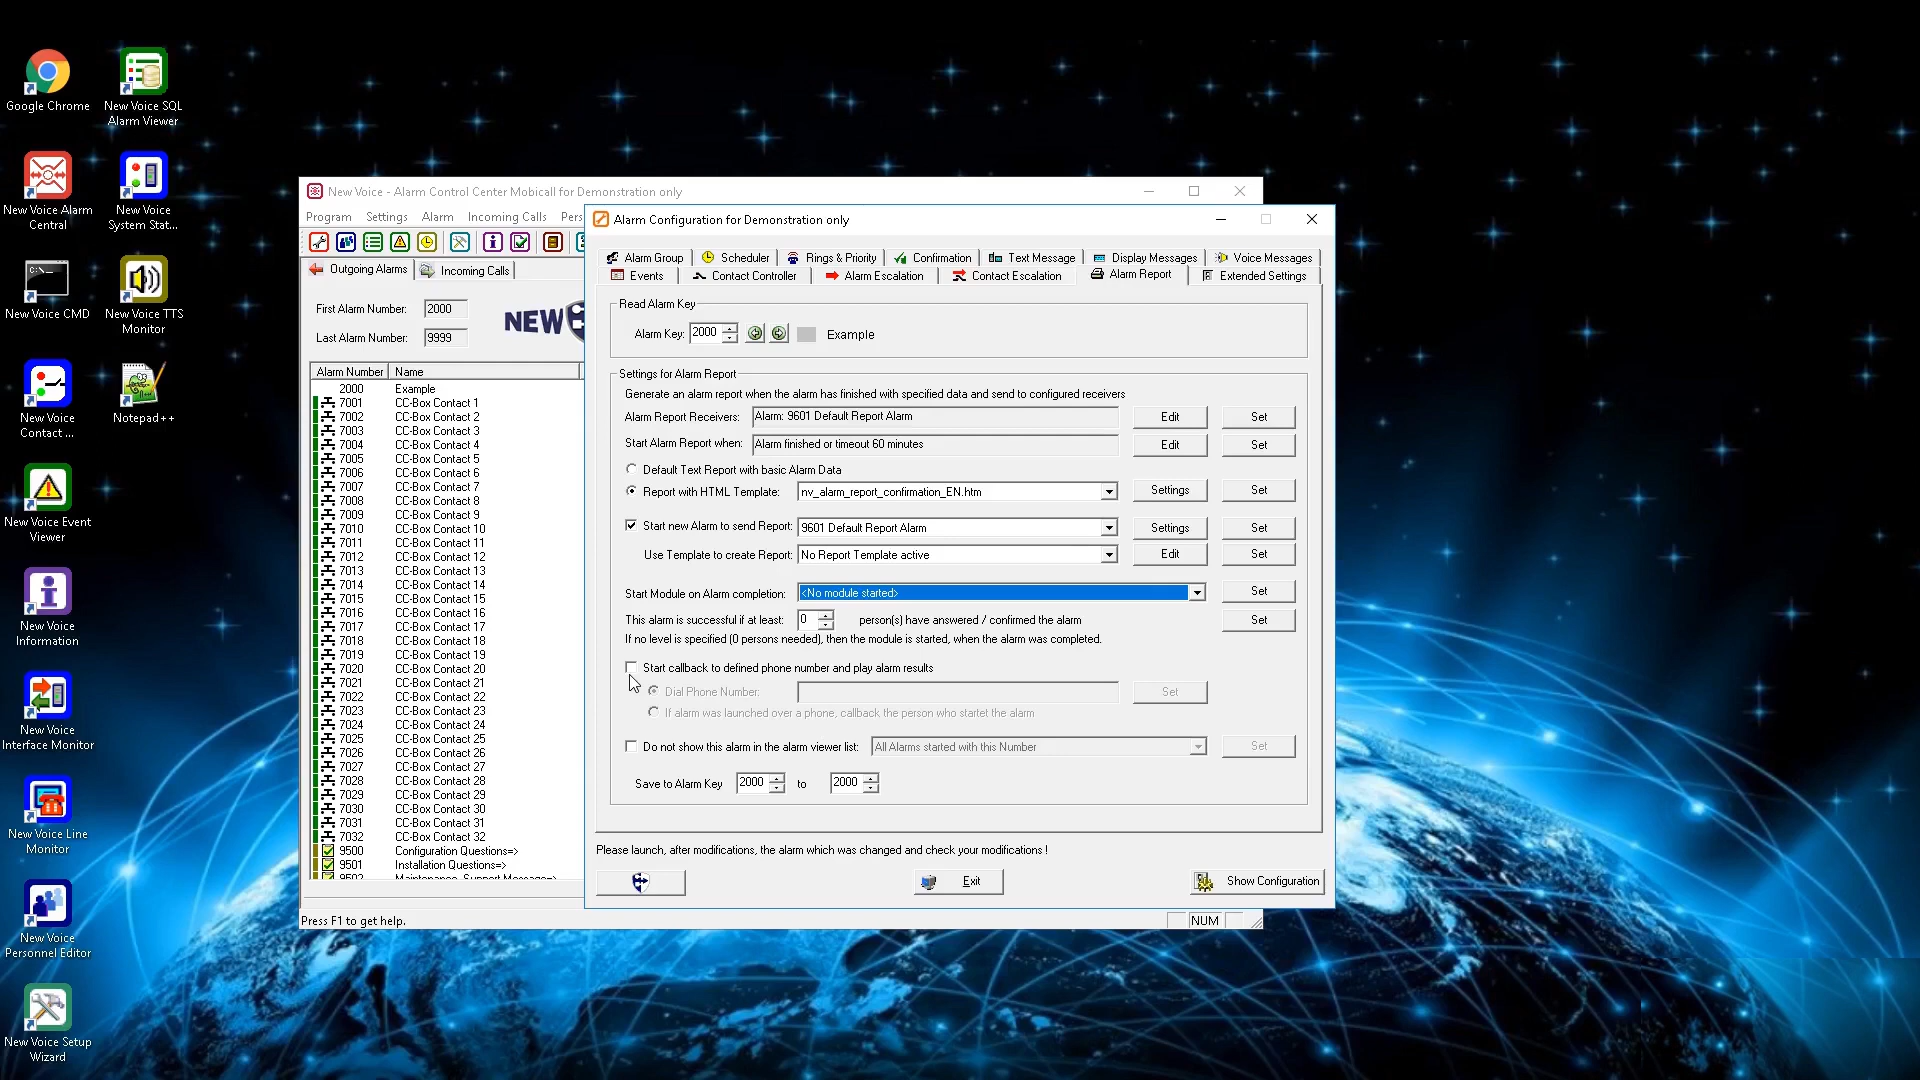 Google Chrome
New Voice SQL
Alarm Viewer
New Voice Alarm
Central
New Voice
System Stat...
New Voice CMD
New Voice TTS
Monitor
New Voice
Contact ...
Notepad++
New Voice Event
Viewer
New Voice
Information
New Voice
Interface Monitor
New Voice Line
Monitor
New Voice
Personnel Editor
New Voice Setup
Wizard
New Voice - Alarm Control Center Mobicall for Demonstration only
Program Settings Alarm Incoming Calls Pers
Outgoing Alarms Incoming Calls
First Alarm Number: 2000
Last Alarm Number: 9999
NEW
Alarm Number Name
2000 Example
7001 CC-Box Contact 1
7002 CC-Box Contact 2
7003 CC-Box Contact 3
7004 CC-Box Contact 4
7005 CC-Box Contact 5
7006 CC-Box Contact 6
7007 CC-Box Contact 7
7008 CC-Box Contact 8
7009 CC-Box Contact 9
7010 CC-Box Contact 10
7011 CC-Box Contact 11
7012 CC-Box Contact 12
7013 CC-Box Contact 13
7014 CC-Box Contact 14
7015 CC-Box Contact 15
7016 CC-Box Contact 16
7017 CC-Box Contact 17
7018 CC-Box Contact 18
7019 CC-Box Contact 19
7020 CC-Box Contact 20
7021 CC-Box Contact 21
7022 CC-Box Contact 22
7023 CC-Box Contact 23
7024 CC-Box Contact 24
7025 CC-Box Contact 25
7026 CC-Box Contact 26
7027 CC-Box Contact 27
7028 CC-Box Contact 28
7029 CC-Box Contact 29
7030 CC-Box Contact 30
7031 CC-Box Contact 31
7032 CC-Box Contact 32
9500 Configuration Questions=>
9501 Installation Questions=>
9502 Maintenance, Support Message=>
Press F1 to get help.
NUM
Alarm Configuration for Demonstration only
Alarm Group Scheduler Rings & Priority Confirmation Text Message Display Messages Voice Messages
Events Contact Controller Alarm Escalation Contact Escalation Alarm Report Extended Settings
Read Alarm Key
Alarm Key: 2000 Example
Settings for Alarm Report
Generate an alarm report when the alarm has finished with specified data and send to configured receivers
Alarm Report Receivers: Alarm: 9601 Default Report Alarm Edit Set
Start Alarm Report when: Alarm finished or timeout 60 minutes Edit Set
Default Text Report with basic Alarm Data
Report with HTML Template: nv_alarm_report_confirmation_EN.htm Settings Set
Start new Alarm to send Report: 9601 Default Report Alarm Settings Set
Use Template to create Report: No Report Template active Edit Set
Start Module on Alarm completion: <No module started> Set
This alarm is successful if at least: 0 person(s) have answered / confirmed the alarm Set
If no level is specified (0 persons needed), then the module is started, when the alarm was completed.
Start callback to defined phone number and play alarm results
Dial Phone Number: Set
If alarm was launched over a phone, callback the person who startet the alarm
Do not show this alarm in the alarm viewer list: All Alarms started with this Number Set
Save to Alarm Key 2000 to 2000
Please launch, after modifications, the alarm which was changed and check your modifications !
Exit Show Configuration